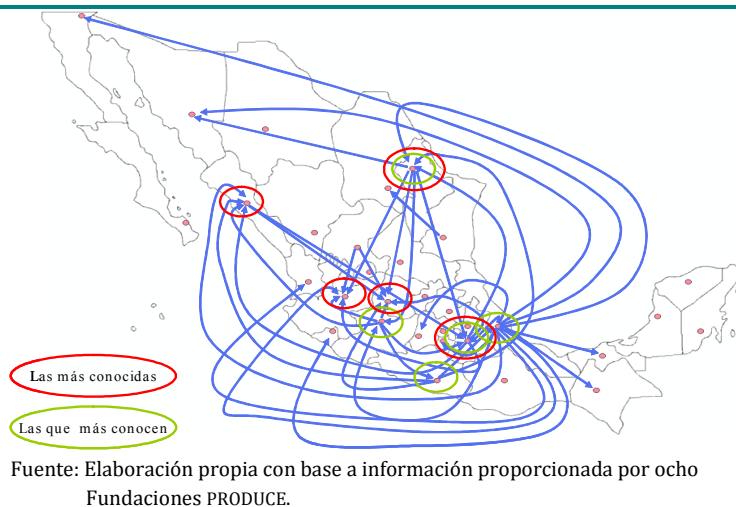 Las más conocidas
Las que más conocen
Fuente: Elaboración propia con base a información proporcionada por ocho
Fundaciones PRODUCE.